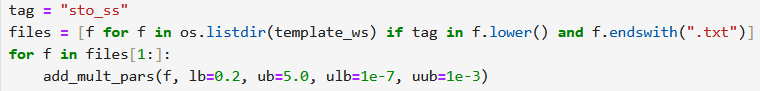 tag = "sto_ss"
files = [f for f in os.listdir(template_ws) if tag in f.lower() and f.endswith(".txt")]
for f in files[1:]:
    add_mult_pars(f, lb=0.2, ub=5.0, ulb=1e-7, uub=1e-3)